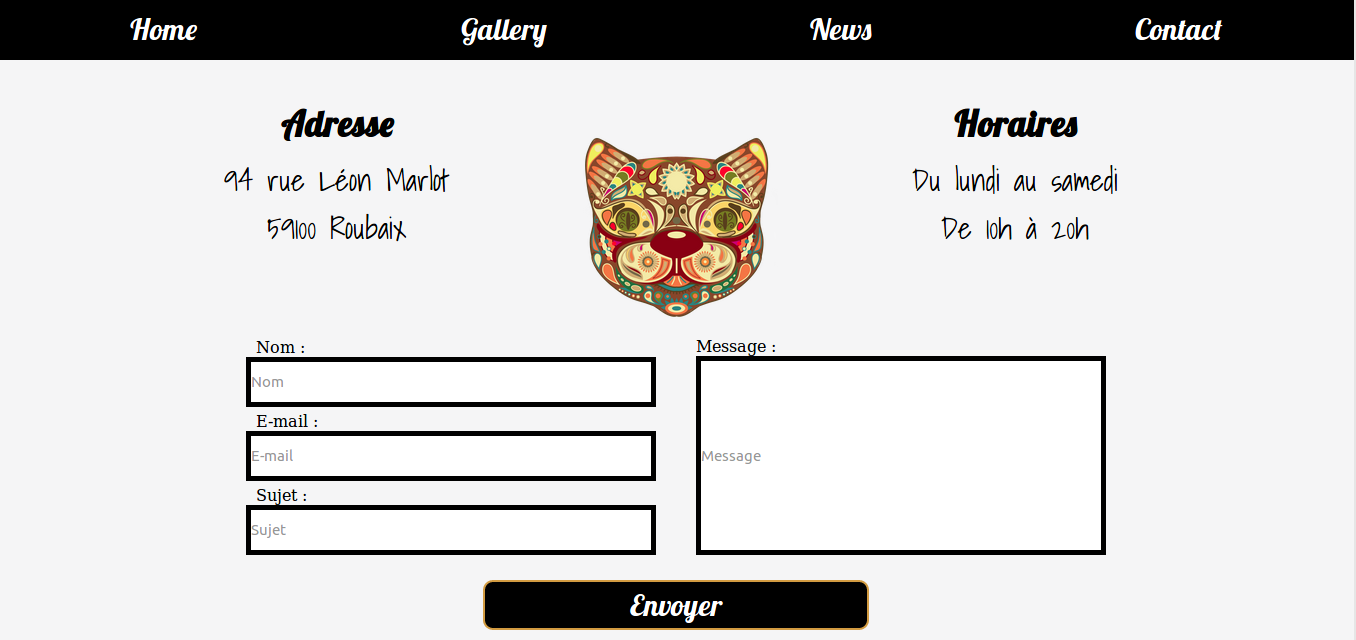 Home Gallery News Contact
Adresse
94 rue Léon Marlot
59100 Roubaix
Horaires
Du lundi au samedi
De 10h à 20h
Nom :
Nom
E-mail :
E-mail
Sujet :
Sujet
Message :
Message
Envoyer